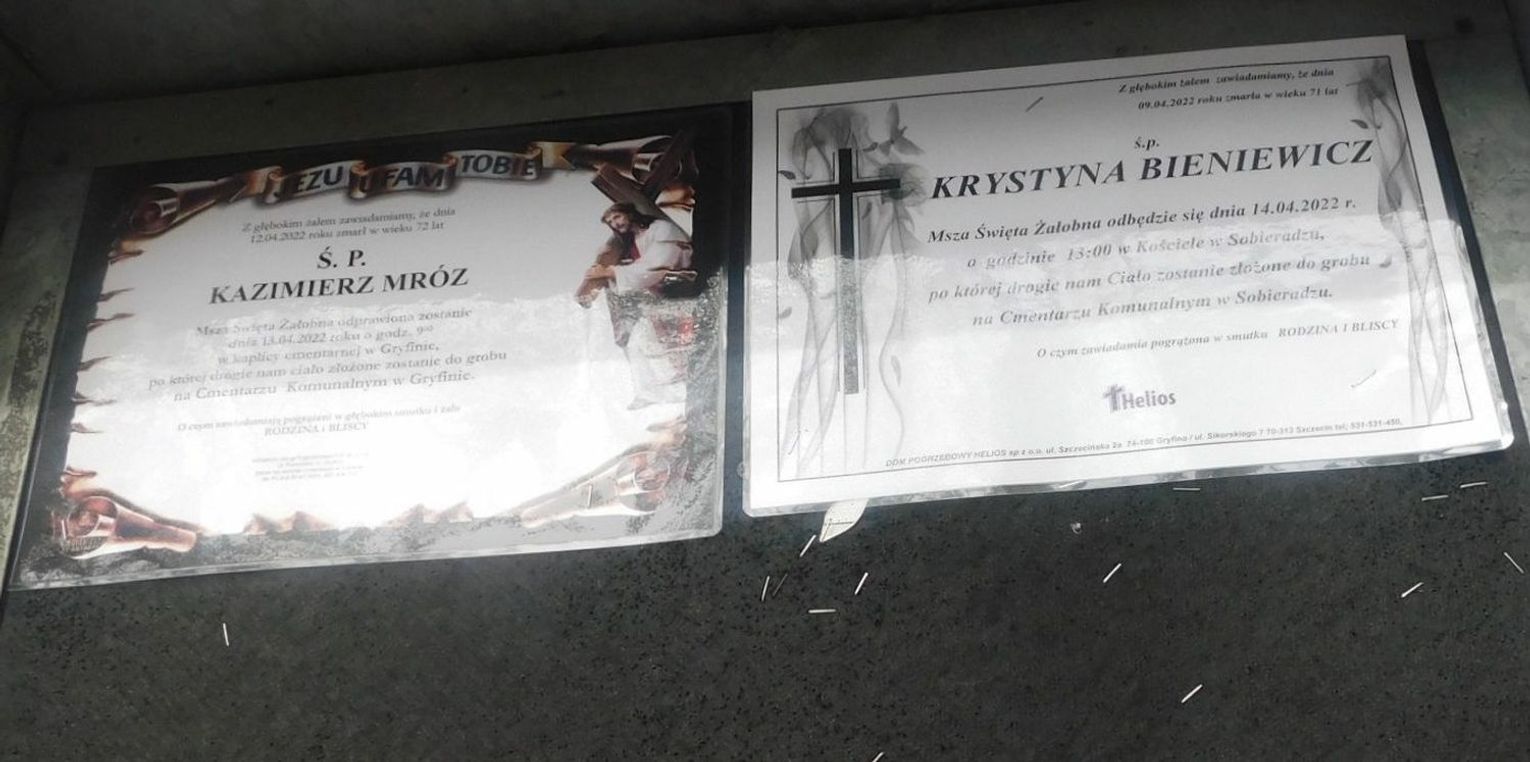 JEZU UFAM TOBIE
Z głębokim żalem zawiadamiamy, że dnia
12.04.2022 roku zmarł w wieku 72 lat
Ś. P.
KAZIMIERZ MRÓZ
Msza Święta Żałobna odprawiona zostanie
dnia 13.04.2022 roku o godz. 9⁰⁰
w kaplicy cmentarnej w Gryfinie,
po której drogie nam ciało złożone zostanie do grobu
na Cmentarzu Komunalnym w Gryfinie.
O czym zawiadamiają pogrążeni w głębokim smutku i żalu
RODZINA i BLISCY
Z głębokim żalem zawiadamiamy, że dnia
09.04.2022 roku zmarła w wieku 71 lat
ś.p.
KRYSTYNA BIENIEWICZ
Msza Święta Żałobna odbędzie się dnia 14.04.2022 r.
o godzinie 13:00 w Kościele w Sobieradzu,
po której drogie nam Ciało zostanie złożone do grobu
na Cmentarzu Komunalnym w Sobieradzu.
O czym zawiadamia pogrążona w smutku RODZINA I BLISCY
Helios
DOM POGRZEBOWY HELIOS sp z o.o. ul. Szczecińska 2a 74-100 Gryfino / ul. Sikorskiego 7 70-313 Szczecin tel; 531-531-450,